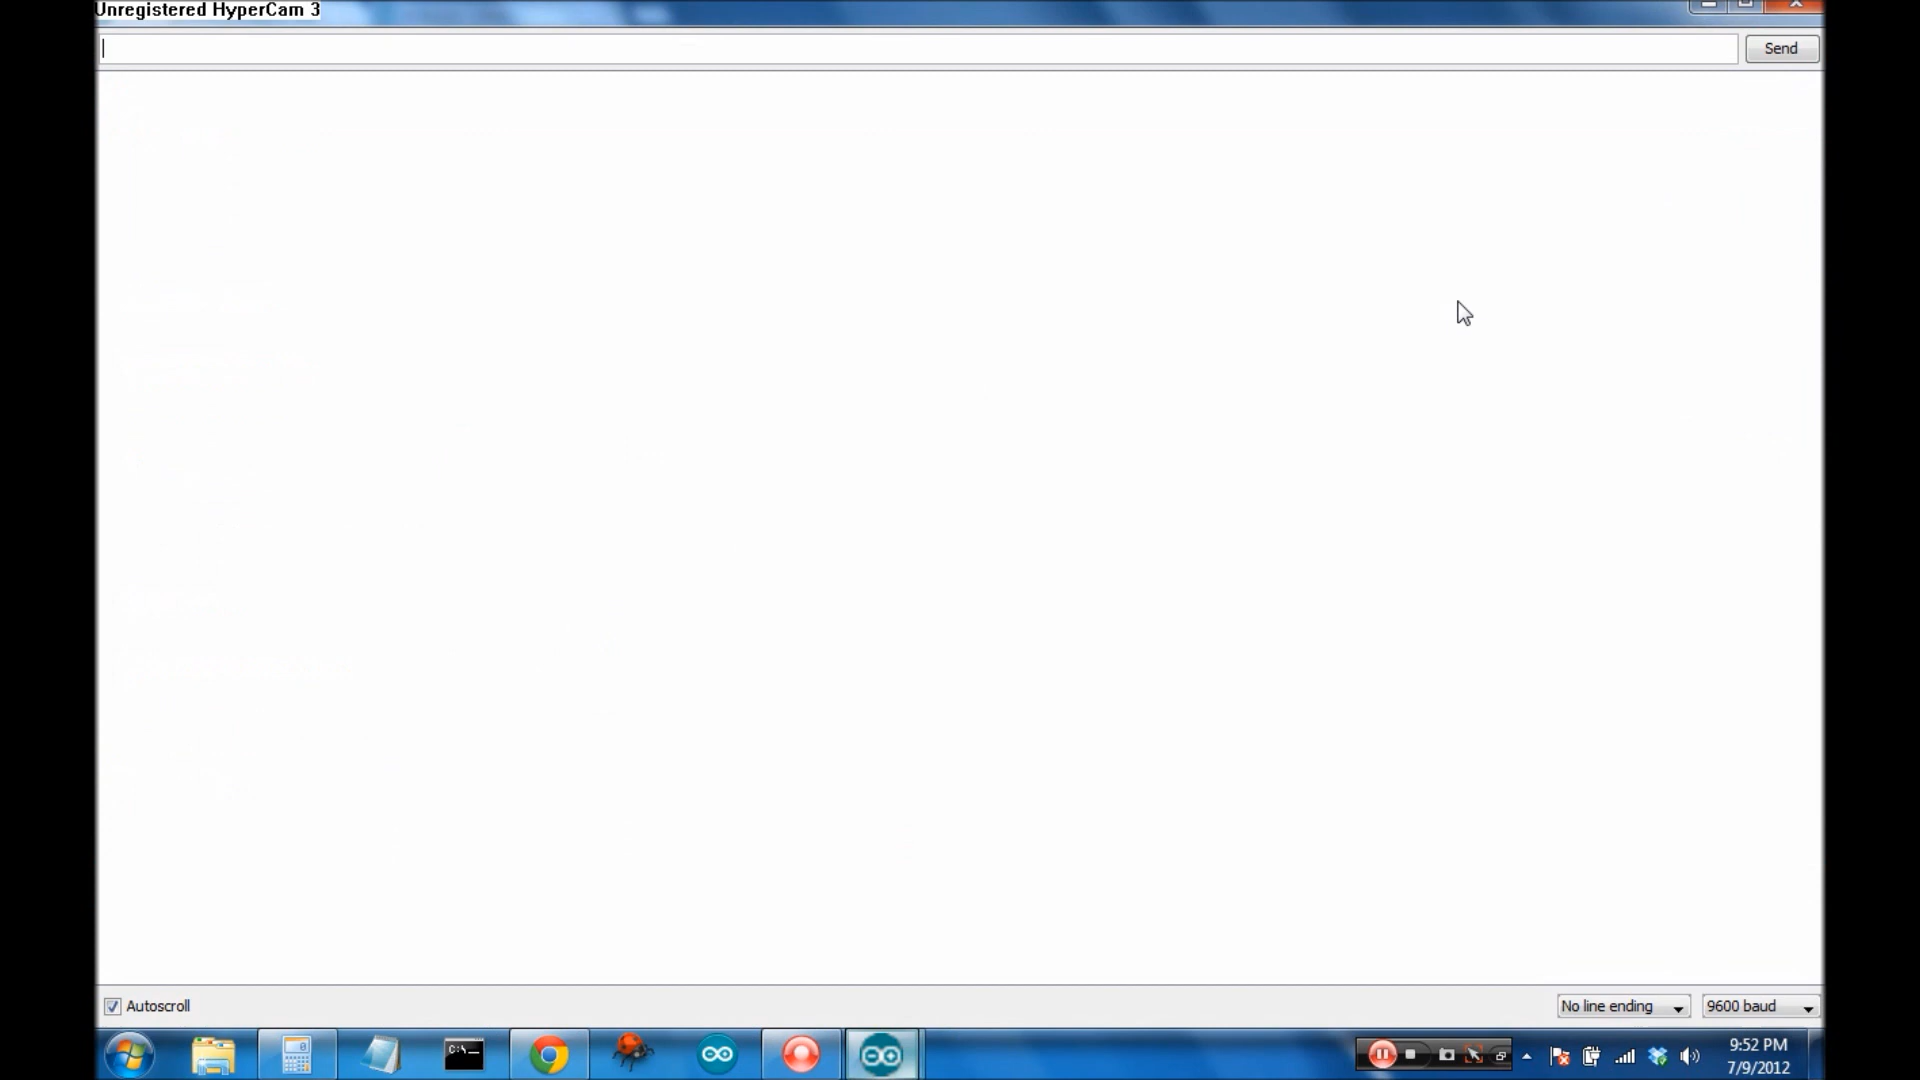 Unregistered HyperCam 3
Send
Autoscroll
No line ending
9600 baud
C:\_
9:52 PM
7/9/2012